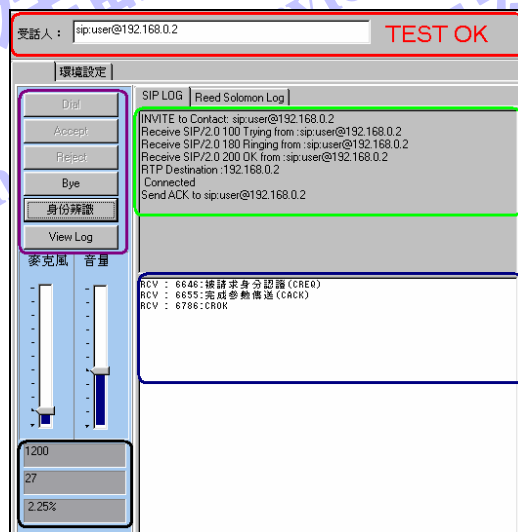 受話人： sip:user@192.168.0.2 TEST OK
環境設定
SIP LOG Reed Solomon Log
Dial
Accept
Reject
Bye
身份辨識
View Log
INVITE to Contact: sip:user@192.168.0.2
Receive SIP/2.0 100 Trying from :sip:user@192.168.0.2
Receive SIP/2.0 180 Ringing from :sip:user@192.168.0.2
Receive SIP/2.0 200 OK from :sip:user@192.168.0.2
RTP Destination :192.168.0.2
Connected
Send ACK to sip:user@192.168.0.2
麥克風 音量
RCV : 6646:被請求身分認證(CREQ)
RCV : 6655:完成參數傳送(CACK)
RCV : 6786:CROK
1200
27
2.25%